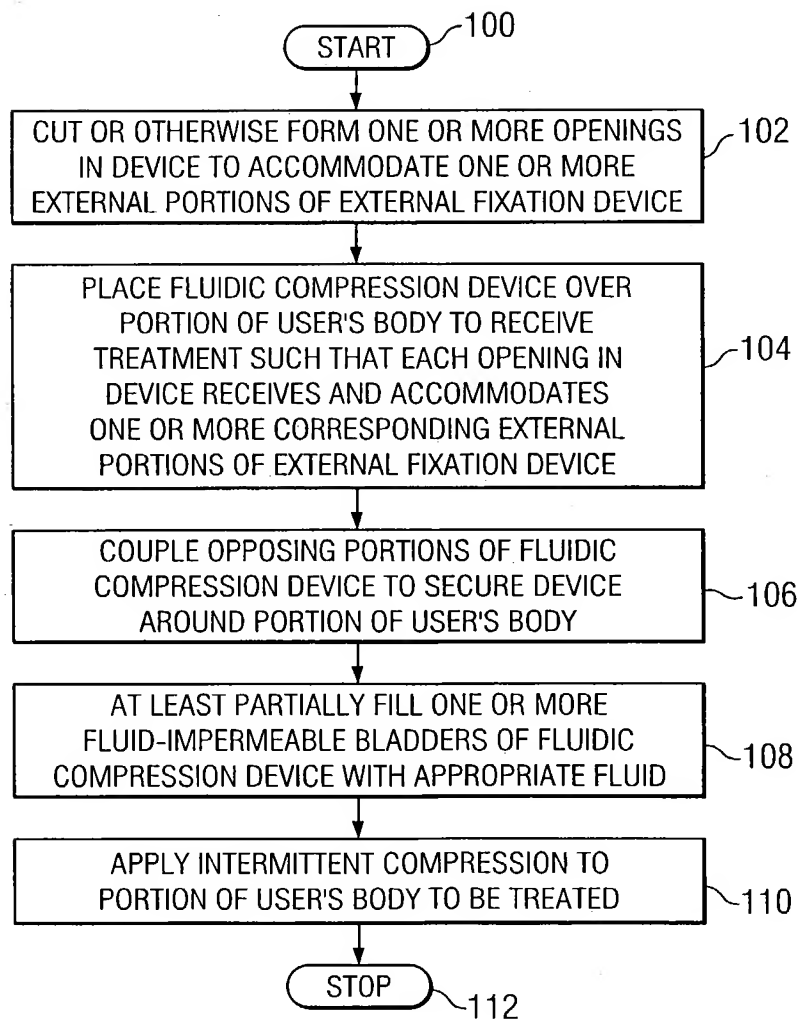 100
START
CUT OR OTHERWISE FORM ONE OR MORE OPENINGS
IN DEVICE TO ACCOMMODATE ONE OR MORE
EXTERNAL PORTIONS OF EXTERNAL FIXATION DEVICE
102
PLACE FLUIDIC COMPRESSION DEVICE OVER
PORTION OF USER'S BODY TO RECEIVE
TREATMENT SUCH THAT EACH OPENING IN
DEVICE RECEIVES AND ACCOMMODATES
ONE OR MORE CORRESPONDING EXTERNAL
PORTIONS OF EXTERNAL FIXATION DEVICE
104
COUPLE OPPOSING PORTIONS OF FLUIDIC
COMPRESSION DEVICE TO SECURE DEVICE
AROUND PORTION OF USER'S BODY
106
AT LEAST PARTIALLY FILL ONE OR MORE
FLUID-IMPERMEABLE BLADDERS OF FLUIDIC
COMPRESSION DEVICE WITH APPROPRIATE FLUID
108
APPLY INTERMITTENT COMPRESSION TO
PORTION OF USER'S BODY TO BE TREATED
110
STOP
112